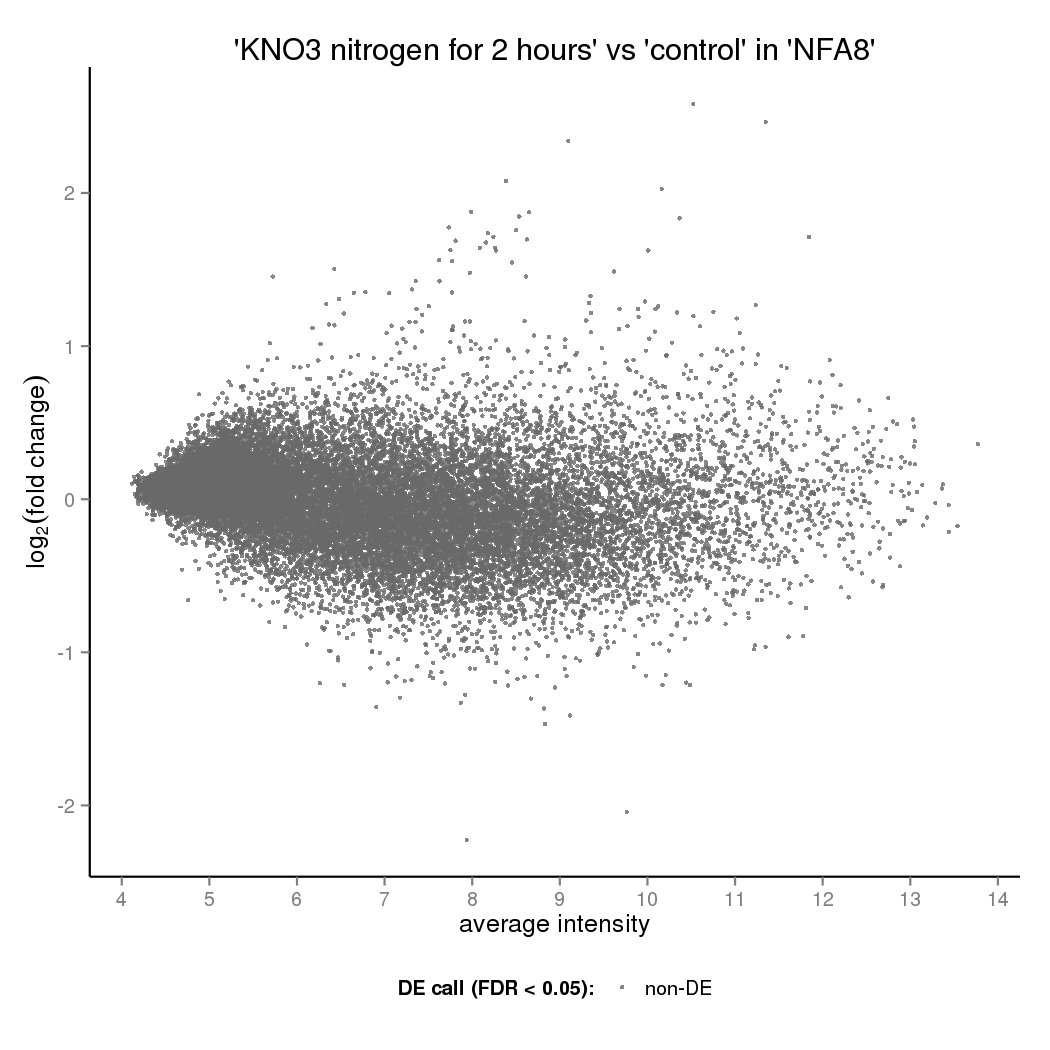 'KNO3 nitrogen for 2 hours' vs 'control' in 'NFA8'
log₂(fold change)
2
1
0
-1
-2
4 5 6 7 8 9 10 11 12 13 14
average intensity
DE call (FDR < 0.05): non-DE